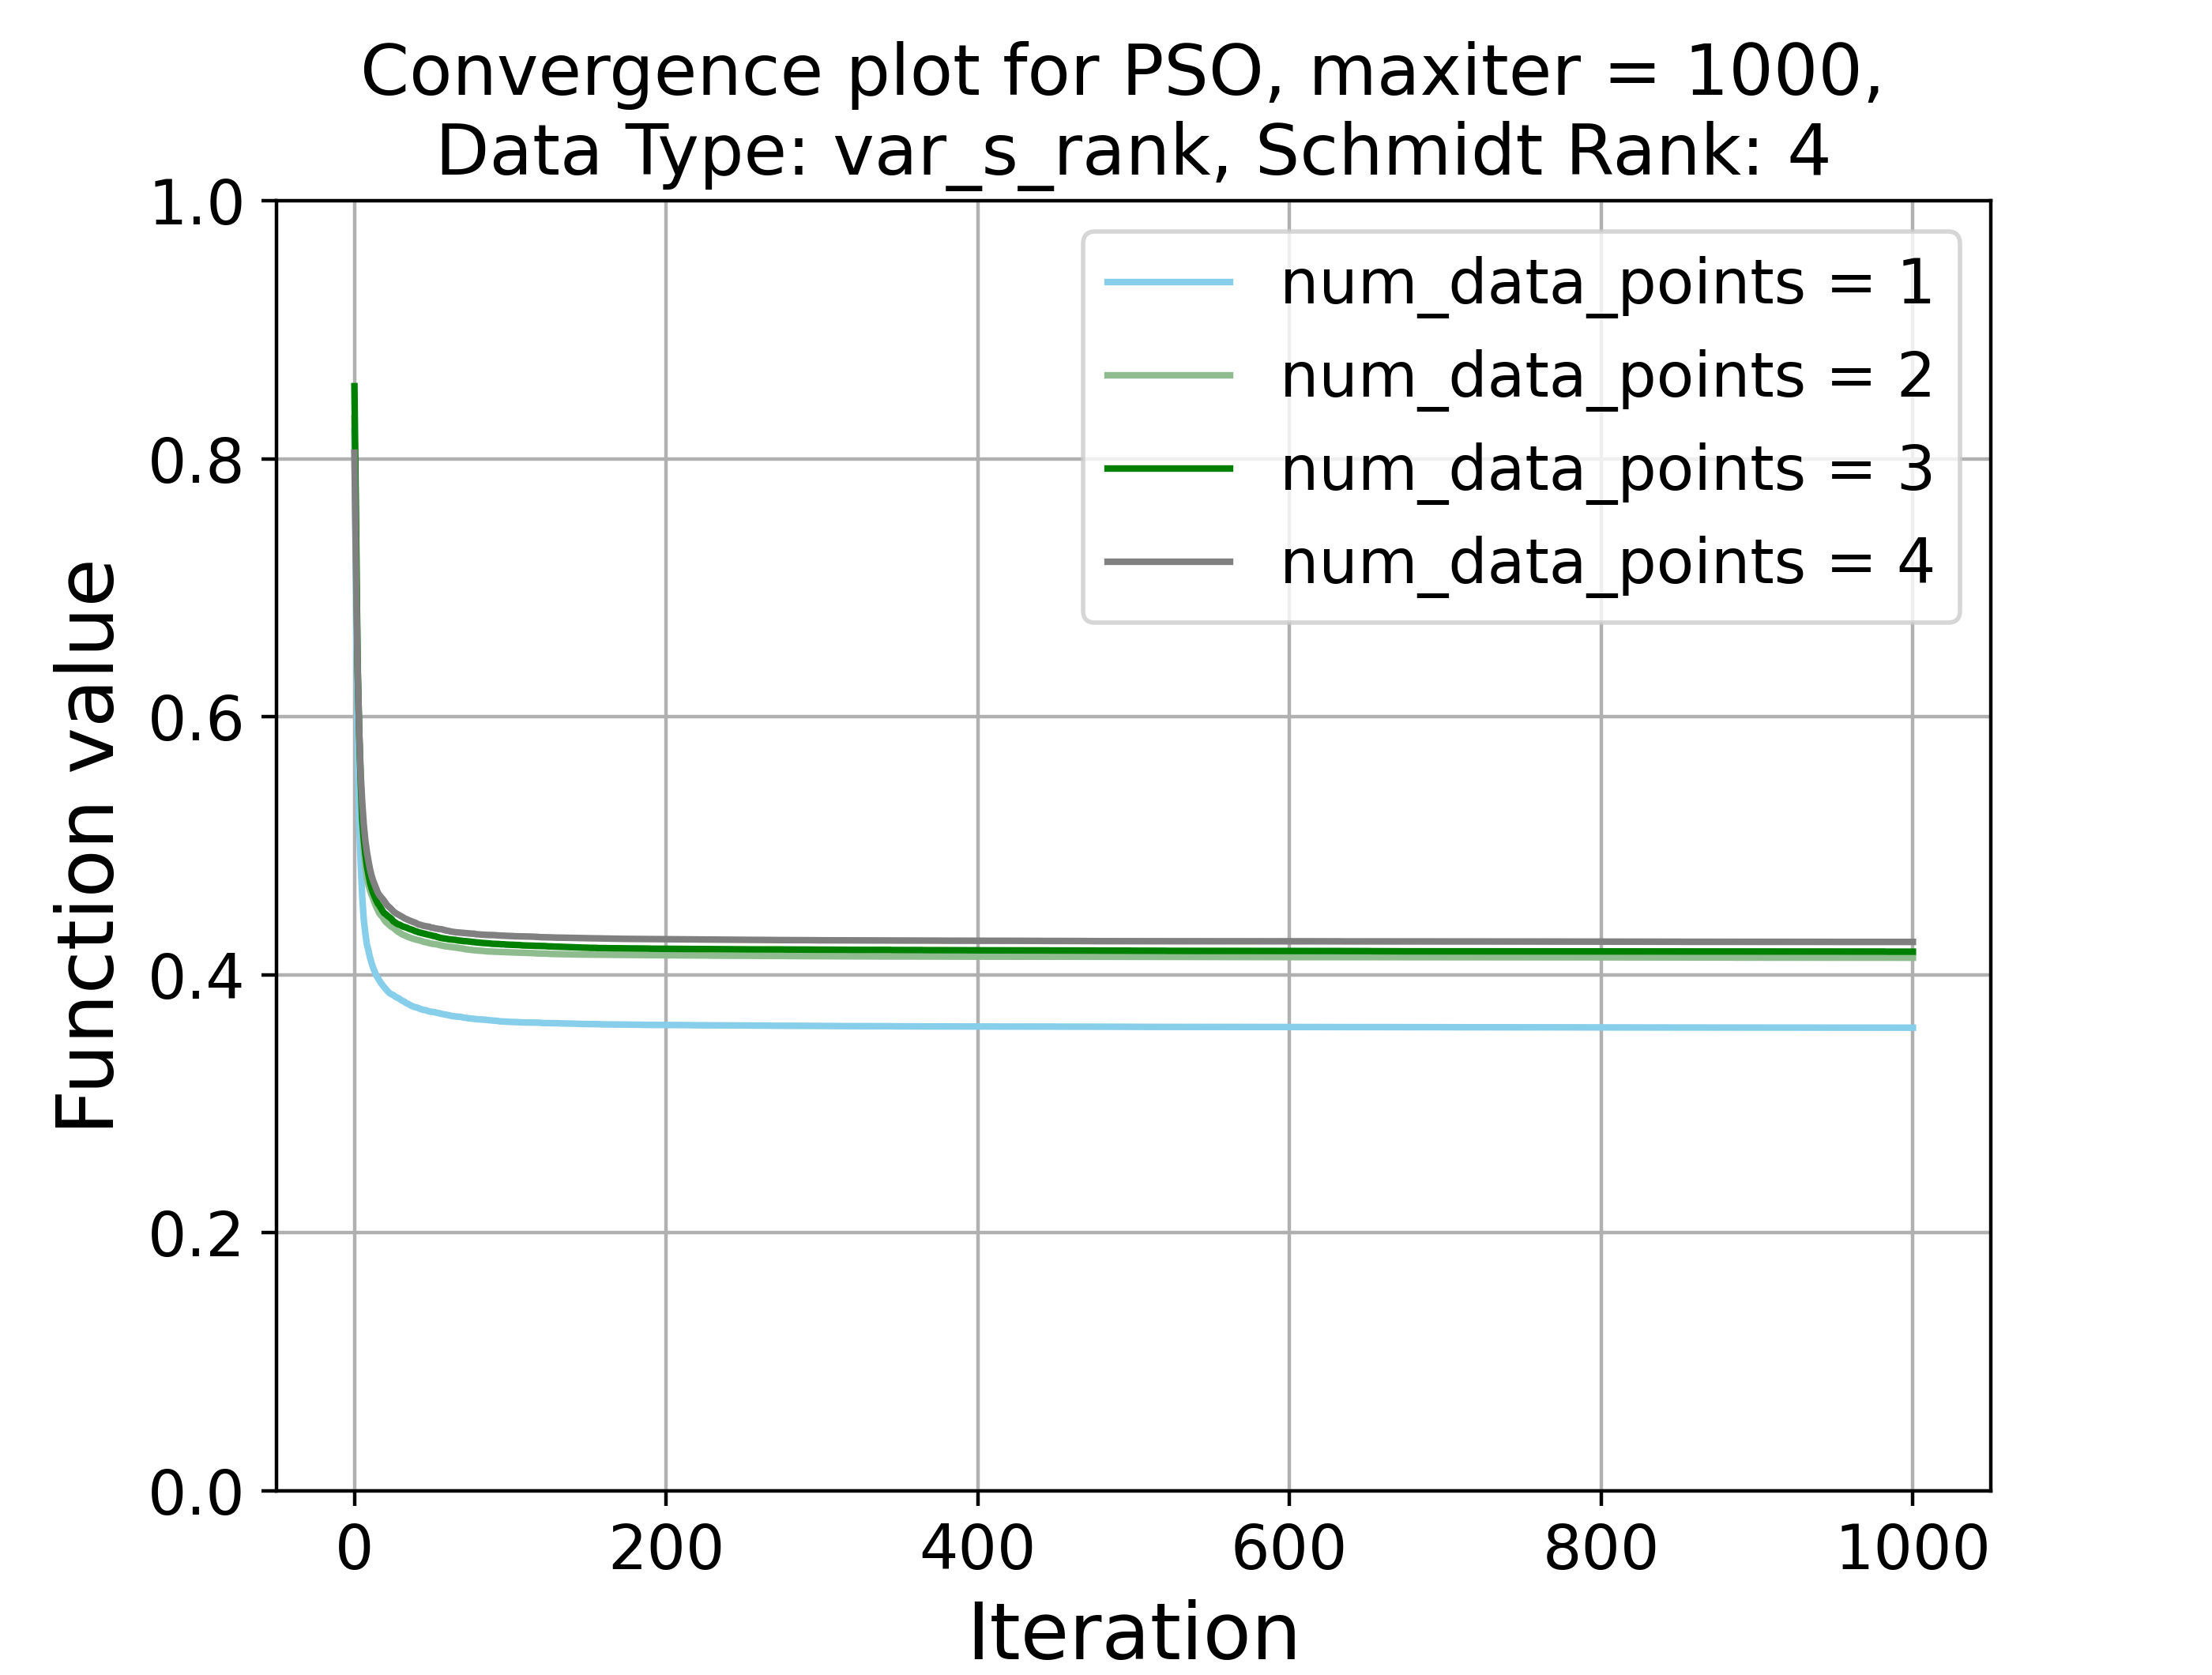 Convergence plot for PSO, maxiter = 1000,
Data Type: var_s_rank, Schmidt Rank: 4
1.0
0.8
0.6
0.4
0.2
0.0
Function value
num_data_points = 1
num_data_points = 2
num_data_points = 3
num_data_points = 4
0 200 400 600 800 1000
Iteration